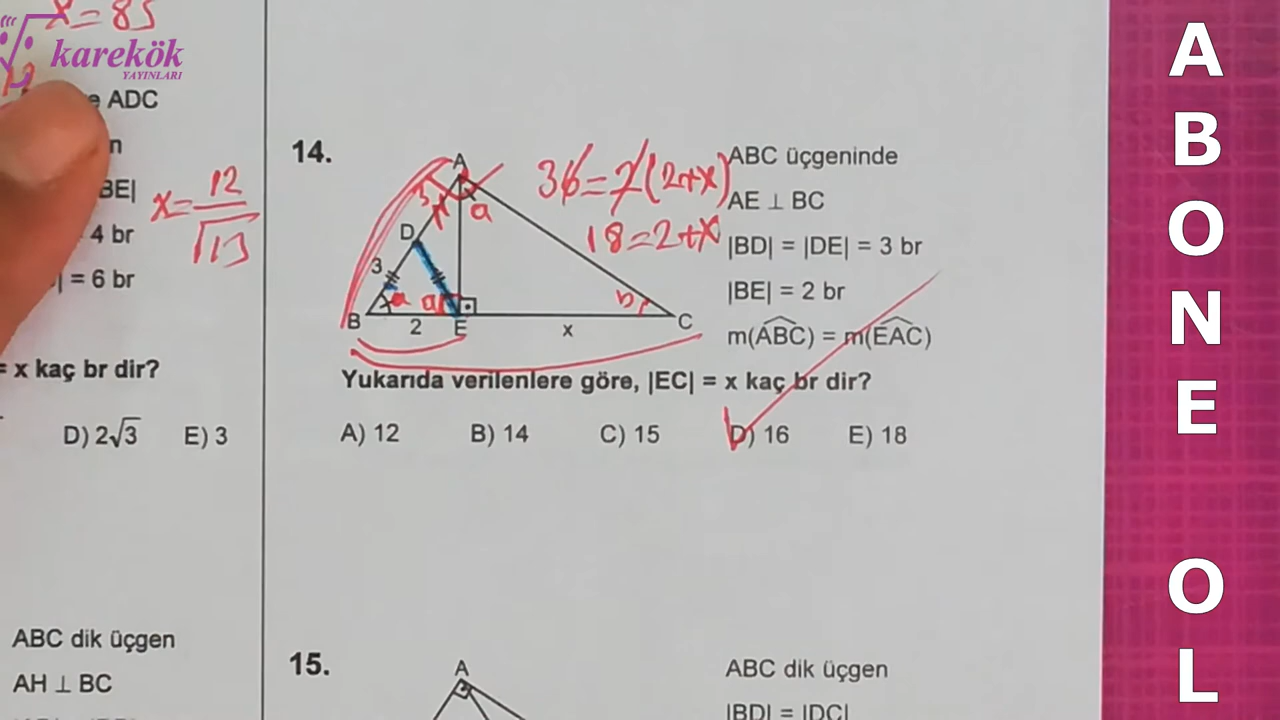 x = 85
karekök
YAYINLARI
ADC
BE|
4 br
= 6 br
x = 12/√13
= x kaç br dir?
D) 2√3 E) 3
ABC dik üçgen
AH ⊥ BC
14.
A
D
3
B
2
E
x
C
a
a
a
b
36 = 2(2+x)
18 = 2+x
ABC üçgeninde
AE ⊥ BC
|BD| = |DE| = 3 br
|BE| = 2 br
m(ABC) = m(EAC)
Yukarıda verilenlere göre, |EC| = x kaç br dir?
A) 12 B) 14 C) 15 D) 16 E) 18
15.
A
ABC dik üçgen
|BD| = |DC|
ABONE OL